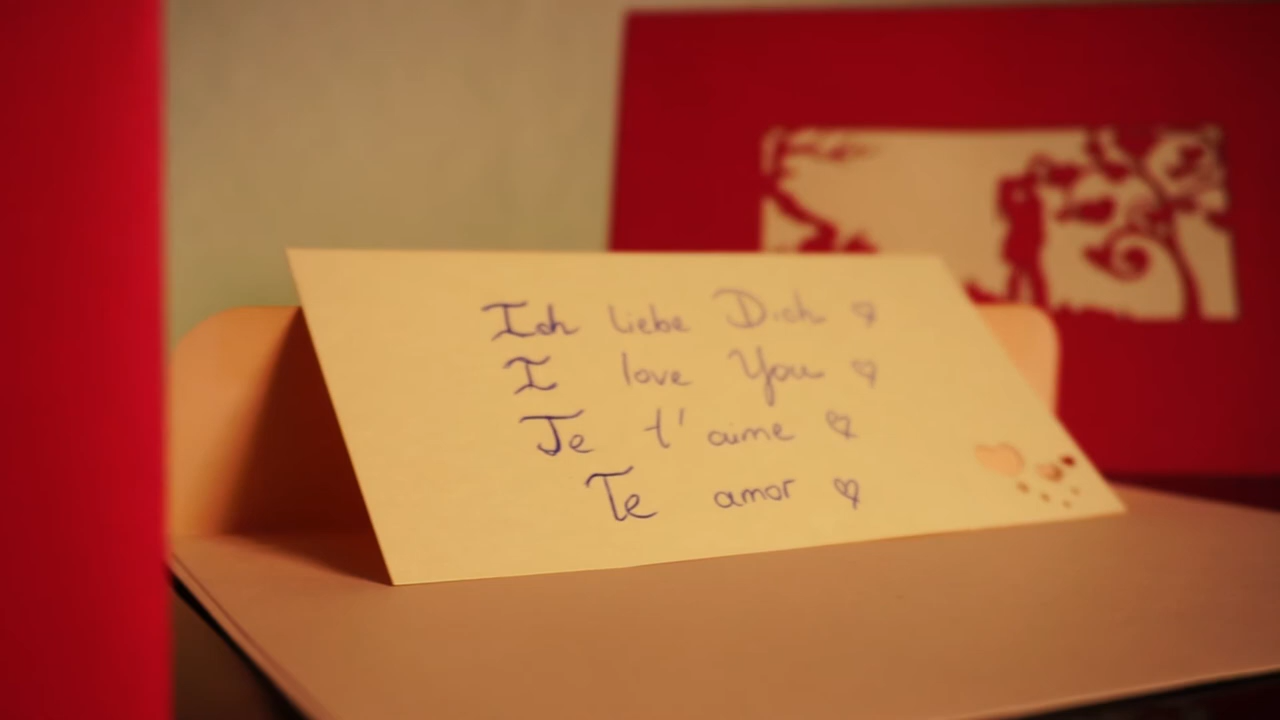 Ich liebe Dich ♡
I love You ♡
Je t'aime ♡
Te amor ♡